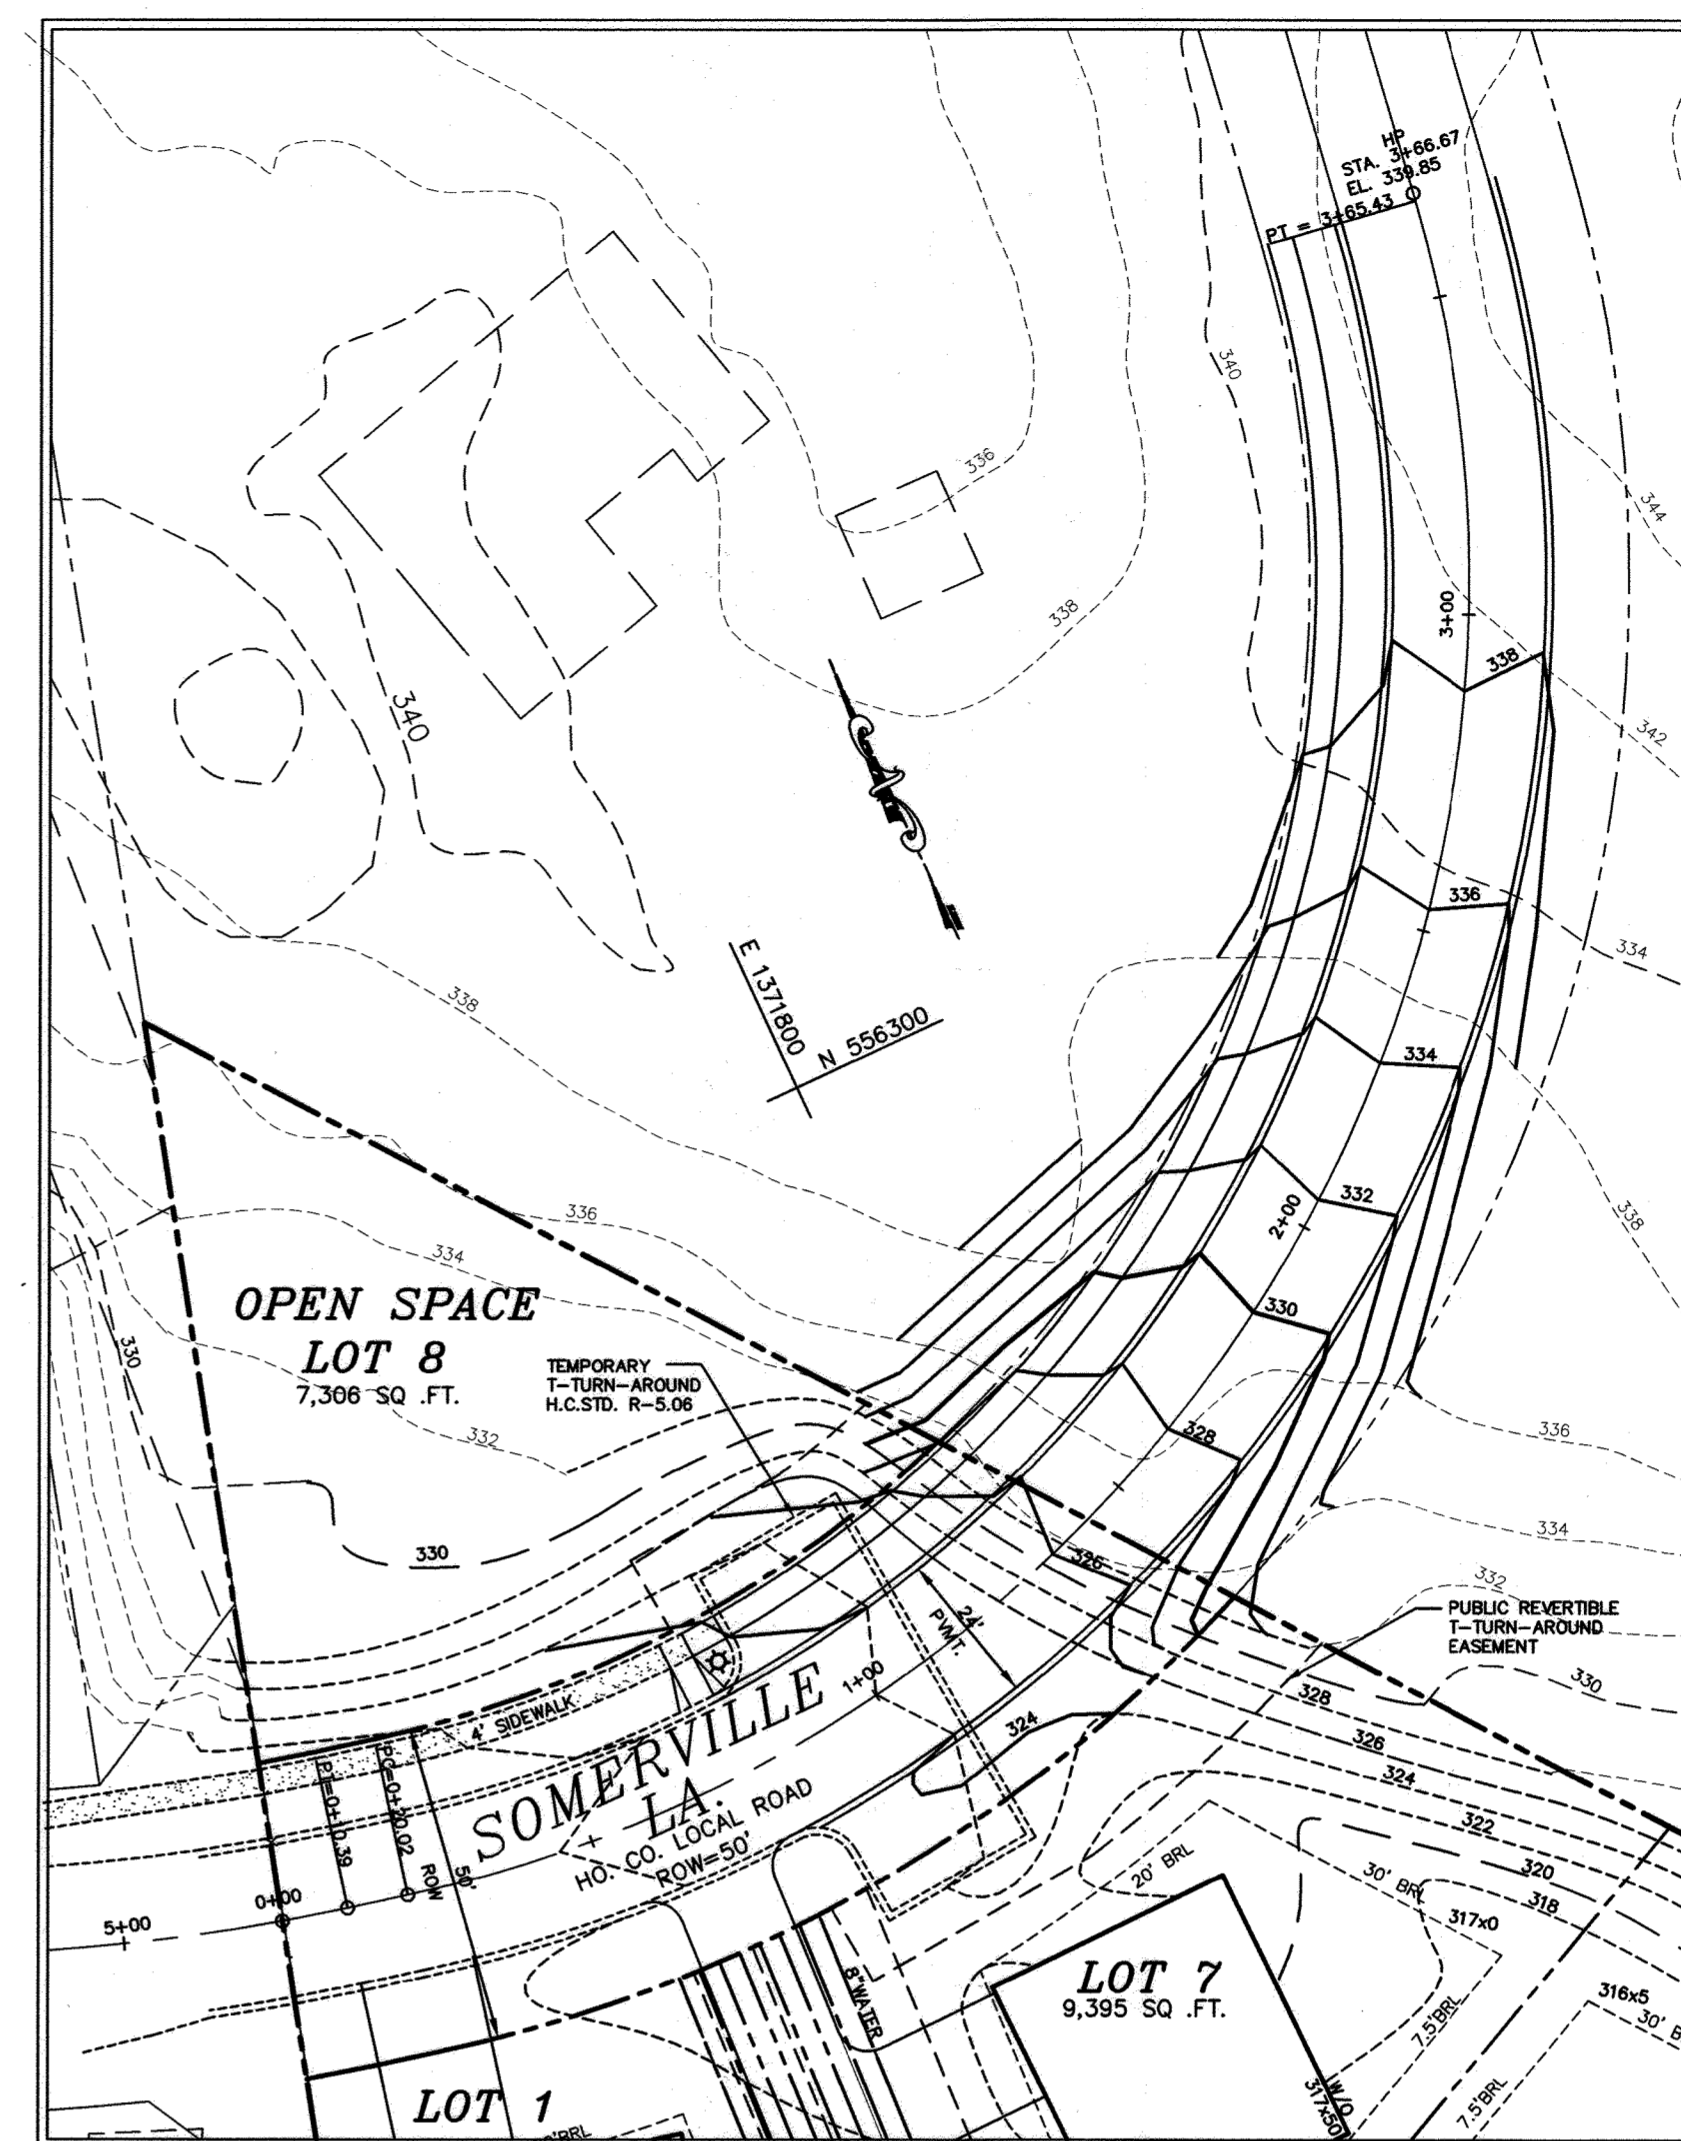 HP
STA. 3+66.67
EL. 339.85
PT = 3+65.43
340
336
344
338
3+00
338
342
340
336
334
E 1371800
N 556300
338
334
336
332
2+00
338
334
330
OPEN SPACE
LOT 8
7,306 SQ .FT.
330
TEMPORARY
T-TURN-AROUND
H.C.STD. R-5.06
332
328
336
330
326
334
332
PUBLIC REVERTIBLE
T-TURN-AROUND
EASEMENT
24'
PVMT.
330
1+00
328
324
326
4' SIDEWALK
324
PT=0+10.39
PC=0+20.02
SOMERVILLE
LA.
HO. CO. LOCAL ROAD
ROW=50'
322
50'
ROW
20' BRL
30' BRL
320
318
317x0
0+00
5+00
8"WATER
LOT 7
9,395 SQ .FT.
316x5
30' B
7.5'BRL
7.5'BRL
W/O
317x50
LOT 1
'BRL